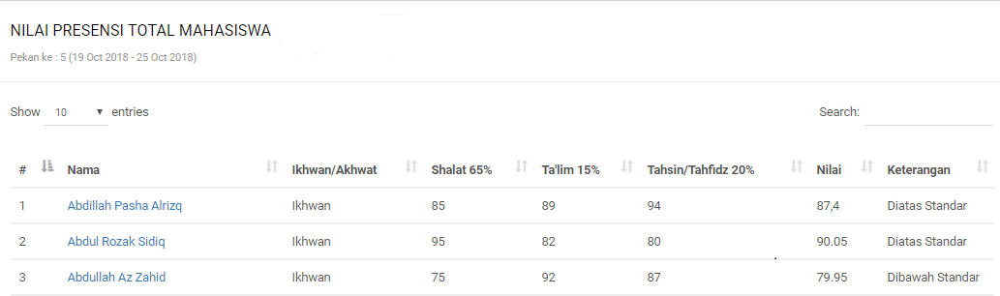 NILAI PRESENSI TOTAL MAHASISWA
Pekan ke : 5 (19 Oct 2018 - 25 Oct 2018)
Show 10 entries Search:
# Nama Ikhwan/Akhwat Shalat 65% Ta'lim 15% Tahsin/Tahfidz 20% Nilai Keterangan
1 Abdillah Pasha Alrizq Ikhwan 85 89 94 87,4 Diatas Standar
2 Abdul Rozak Sidiq Ikhwan 95 82 80 90.05 Diatas Standar
3 Abdullah Az Zahid Ikhwan 75 92 87 79.95 Dibawah Standar